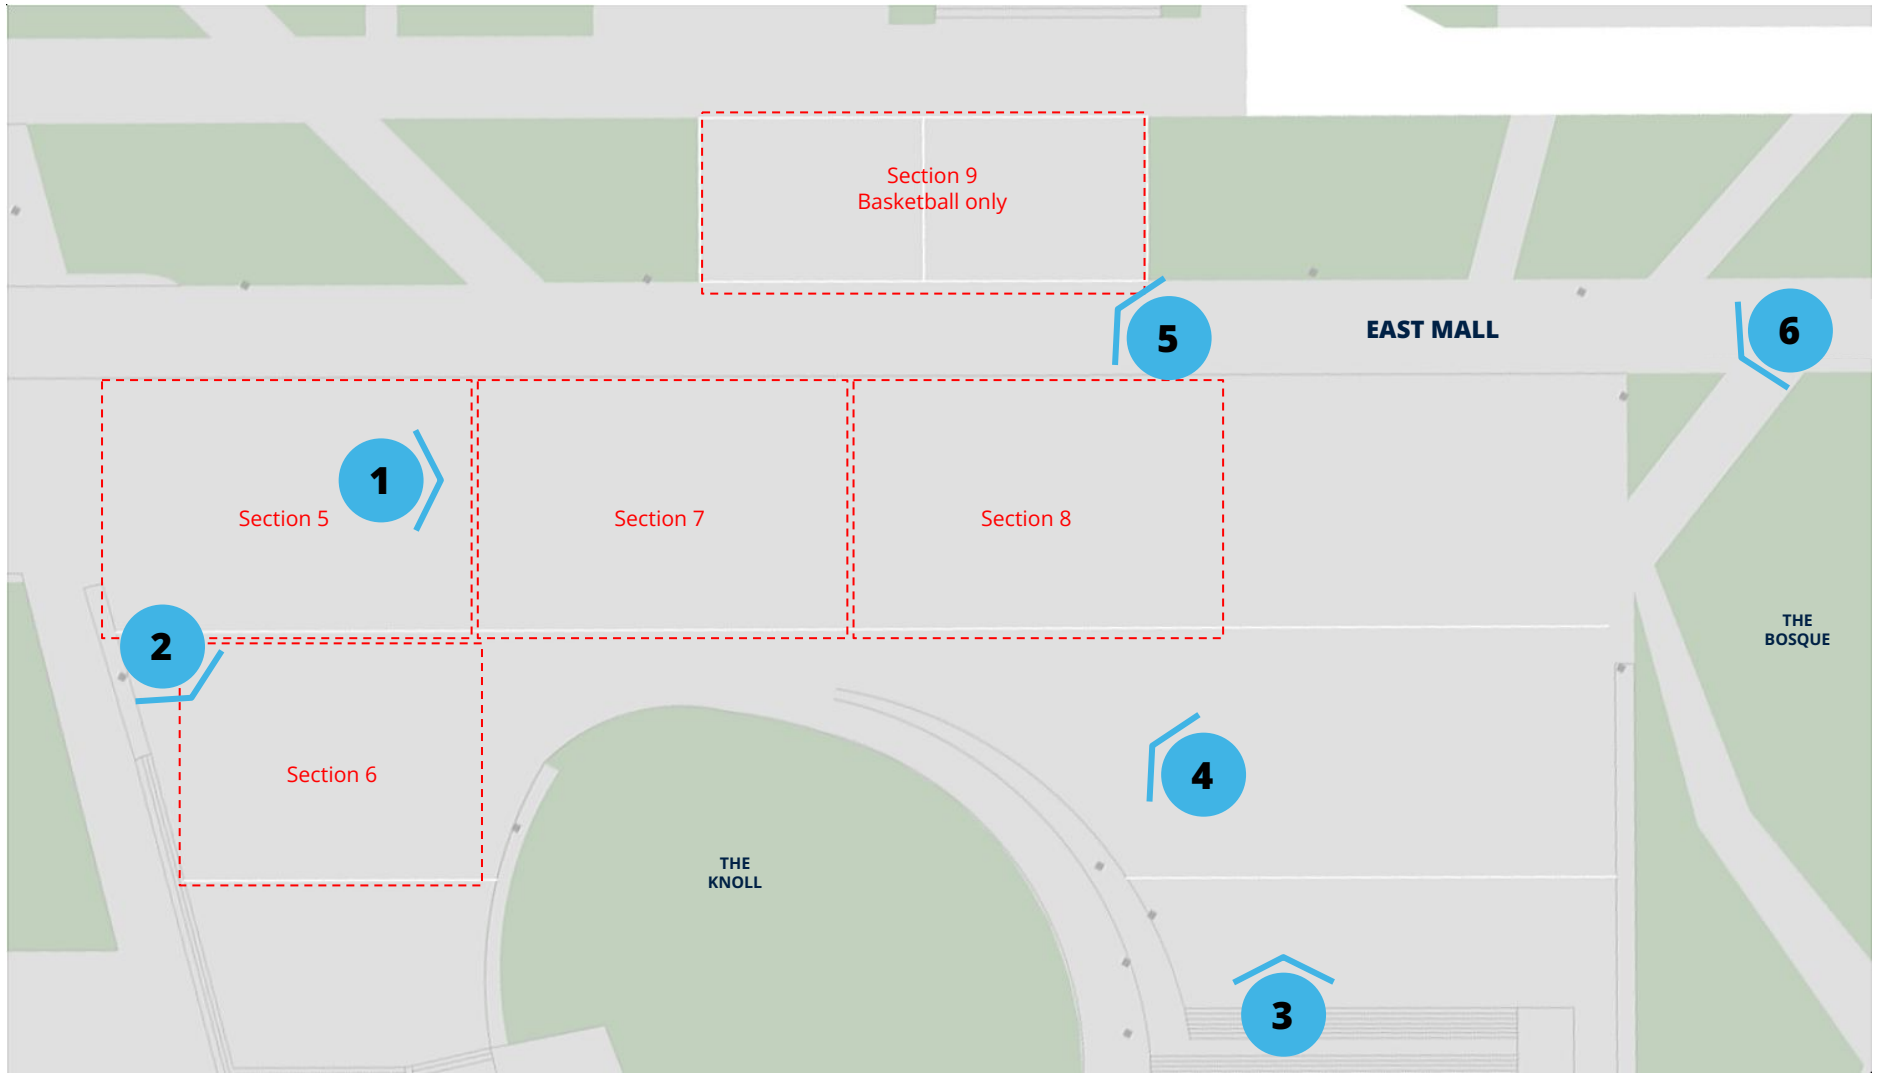 Section 9
Basketball only
5
EAST MALL
6
1
Section 5
Section 7
Section 8
2
THE
BOSQUE
Section 6
4
THE
KNOLL
3